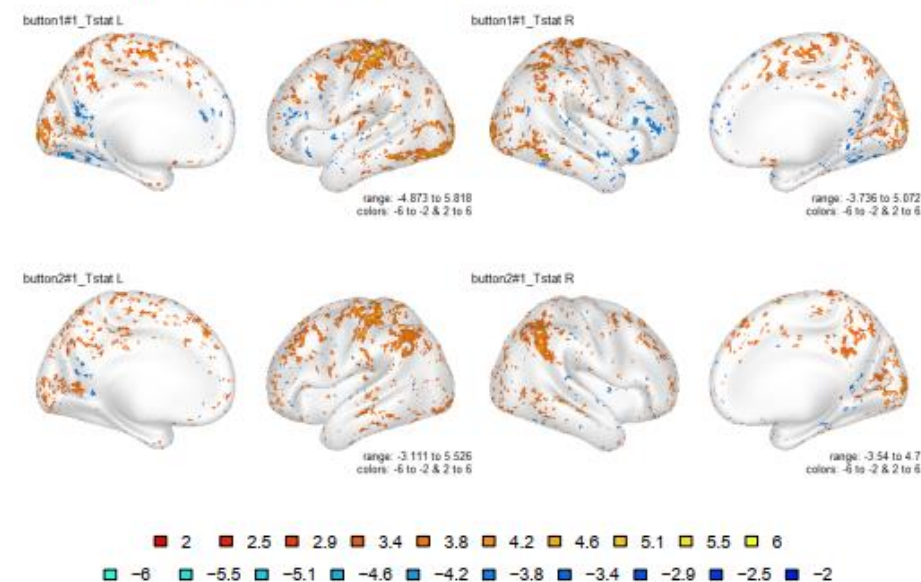 button1#1_Tstat L
button1#1_Tstat R
range: -4.873 to 5.818
colors: -6 to -2 & 2 to 6
range: -3.736 to 5.072
colors: -6 to -2 & 2 to 6
button2#1_Tstat L
button2#1_Tstat R
range: -3.111 to 5.526
colors: -6 to -2 & 2 to 6
range: -3.54 to 4.7
colors: -6 to -2 & 2 to 6
2 2.5 2.9 3.4 3.8 4.2 4.6 5.1 5.5 6
−6 −5.5 −5.1 −4.6 −4.2 −3.8 −3.4 −2.9 −2.5 −2